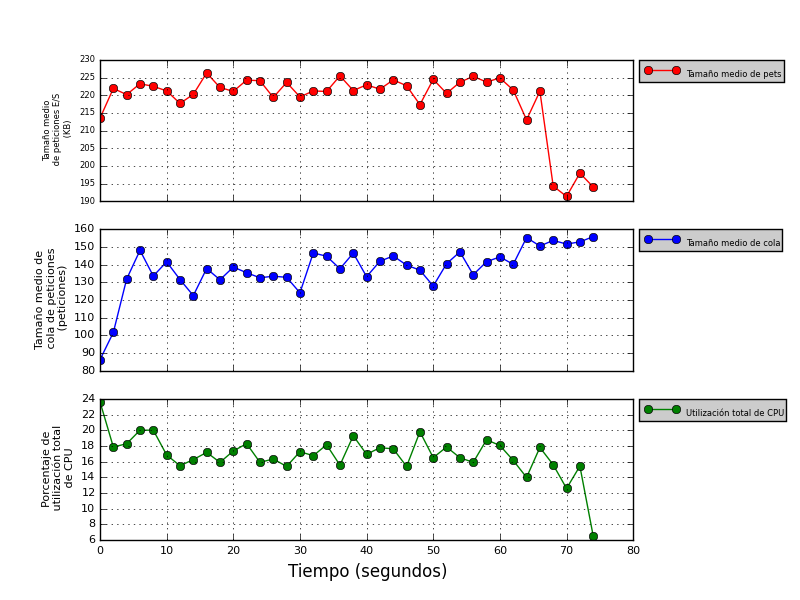 230
225
220
215
210
205
200
195
190
Tamaño medio
de peticiones E/S
(KB)
Tamaño medio de pets
160
150
140
130
120
110
100
90
80
Tamaño medio de
cola de peticiones
(peticiones)
Tamaño medio de cola
24
22
20
18
16
14
12
10
8
6
Porcentaje de
utilización total
de CPU
Utilización total de CPU
0 10 20 30 40 50 60 70 80
Tiempo (segundos)